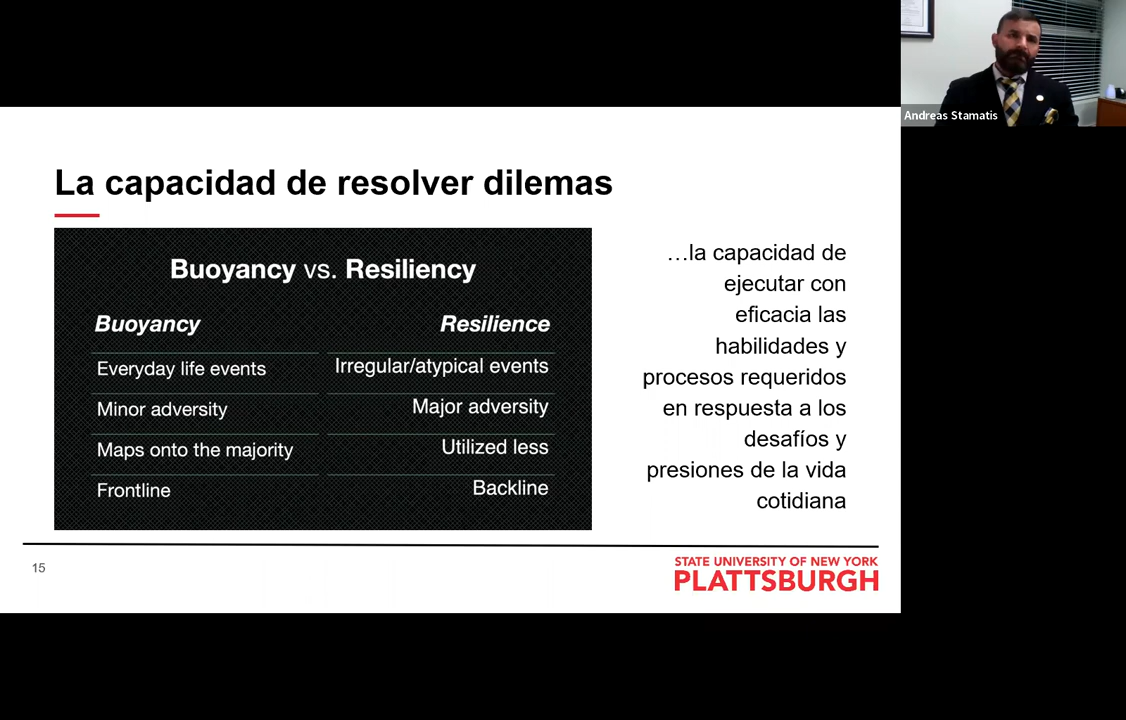 Andreas Stamatis
La capacidad de resolver dilemas
Buoyancy vs. Resiliency
Buoyancy
Resilience
Everyday life events
Irregular/atypical events
Minor adversity
Major adversity
Maps onto the majority
Utilized less
Frontline
Backline
…la capacidad de
ejecutar con
eficacia las
habilidades y
procesos requeridos
en respuesta a los
desafíos y
presiones de la vida
cotidiana
15
STATE UNIVERSITY OF NEW YORK
PLATTSBURGH